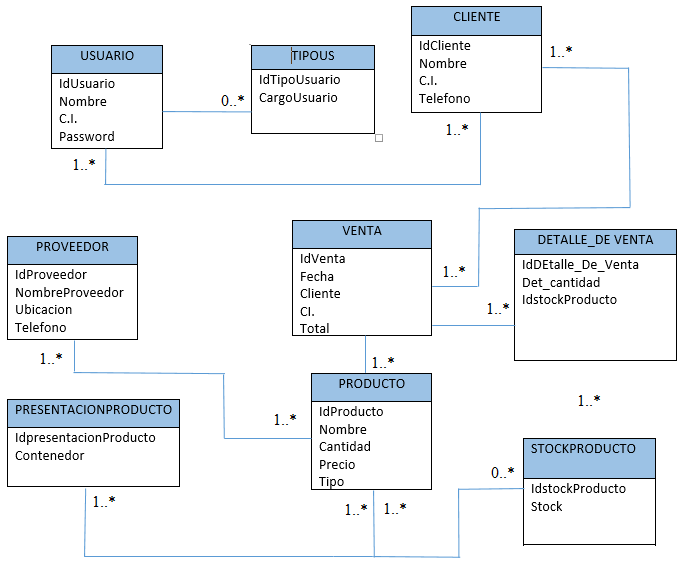 CLIENTE
IdCliente
Nombre
C.I.
Telefono
1..*
1..*
USUARIO
IdUsuario
Nombre
C.I.
Password
1..*
0..*
TIPOUS
IdTipoUsuario
CargoUsuario
VENTA
IdVenta
Fecha
Cliente
CI.
Total
1..*
1..*
1..*
DETALLE_DE VENTA
IdDEtalle_De_Venta
Det_cantidad
IdstockProducto
1..*
PROVEEDOR
IdProveedor
NombreProveedor
Ubicacion
Telefono
1..*
1..*
PRODUCTO
IdProducto
Nombre
Cantidad
Precio
Tipo
1..*
1..*
PRESENTACIONPRODUCTO
IdpresentacionProducto
Contenedor
1..*
0..*
STOCKPRODUCTO
IdstockProducto
Stock